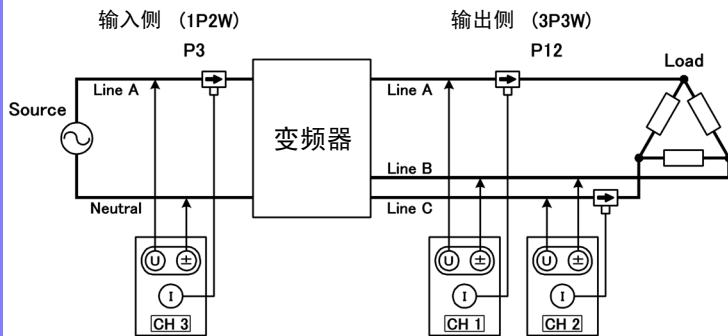 输入侧 (1P2W)
输出侧 (3P3W)
P3
P12
Load
Line A
Line A
Source
变频器
Line B
Neutral
Line C
U ±
U ±
U ±
I
I
I
CH 3
CH 1
CH 2